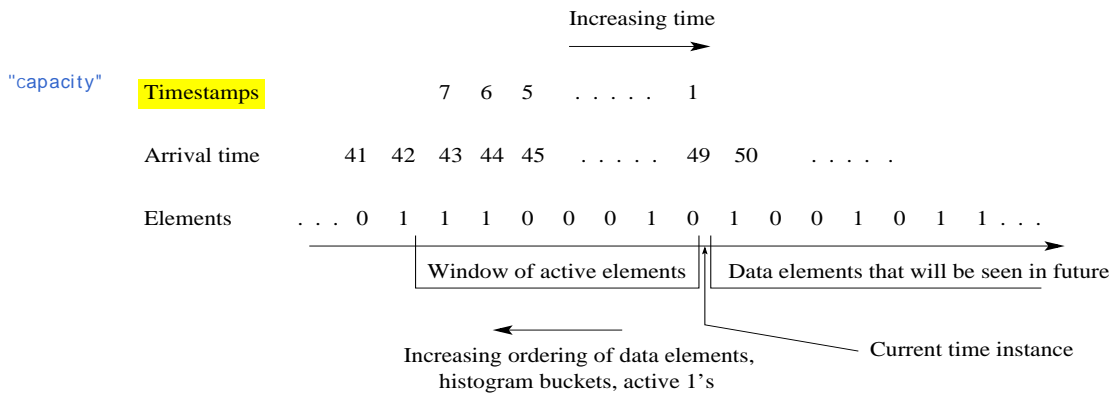 Increasing time
"capacity"
Timestamps 7 6 5 . . . . . 1
Arrival time 41 42 43 44 45 . . . . . 49 50 . . . . .
Elements . . . 0 1 1 1 0 0 0 1 0 1 0 0 1 0 1 1 . . .
Window of active elements Data elements that will be seen in future
Increasing ordering of data elements,
histogram buckets, active 1's
Current time instance